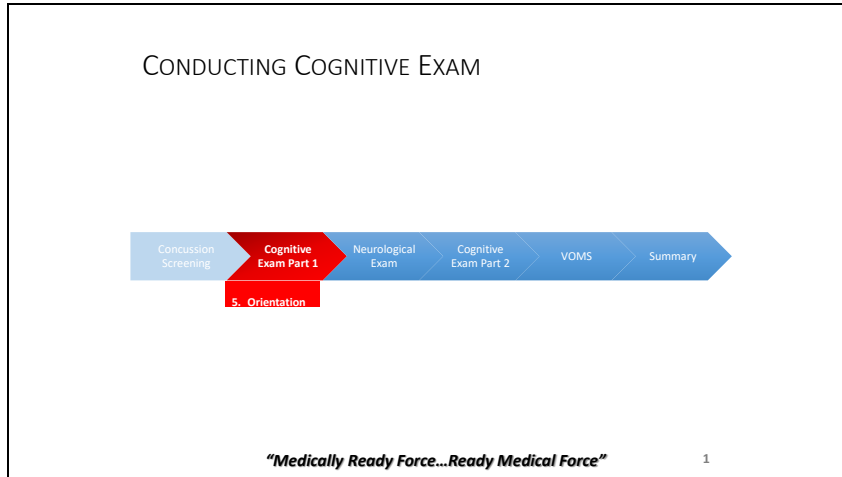 CONDUCTING COGNITIVE EXAM
Concussion
Screening
Cognitive
Exam Part 1
Neurological
Exam
Cognitive
Exam Part 2
VOMS
Summary
5. Orientation
"Medically Ready Force…Ready Medical Force"
1